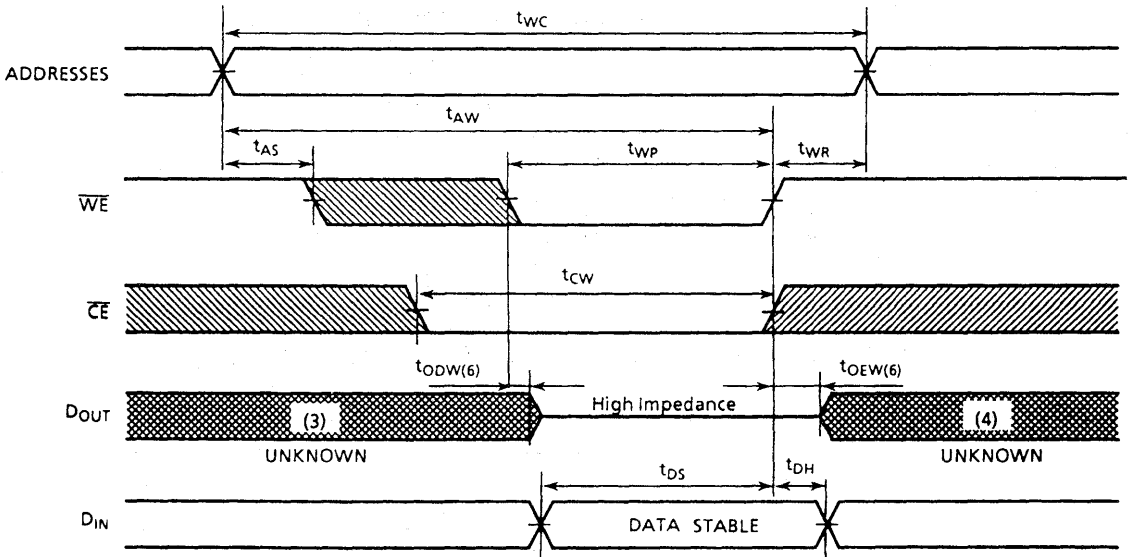 tWC
ADDRESSES
tAW
tAS
tWP
tWR
WE
tCW
CE
tODW(6)
tOEW(6)
High Impedance
DOUT
(3)
(4)
UNKNOWN
UNKNOWN
tDS
tDH
DIN
DATA STABLE